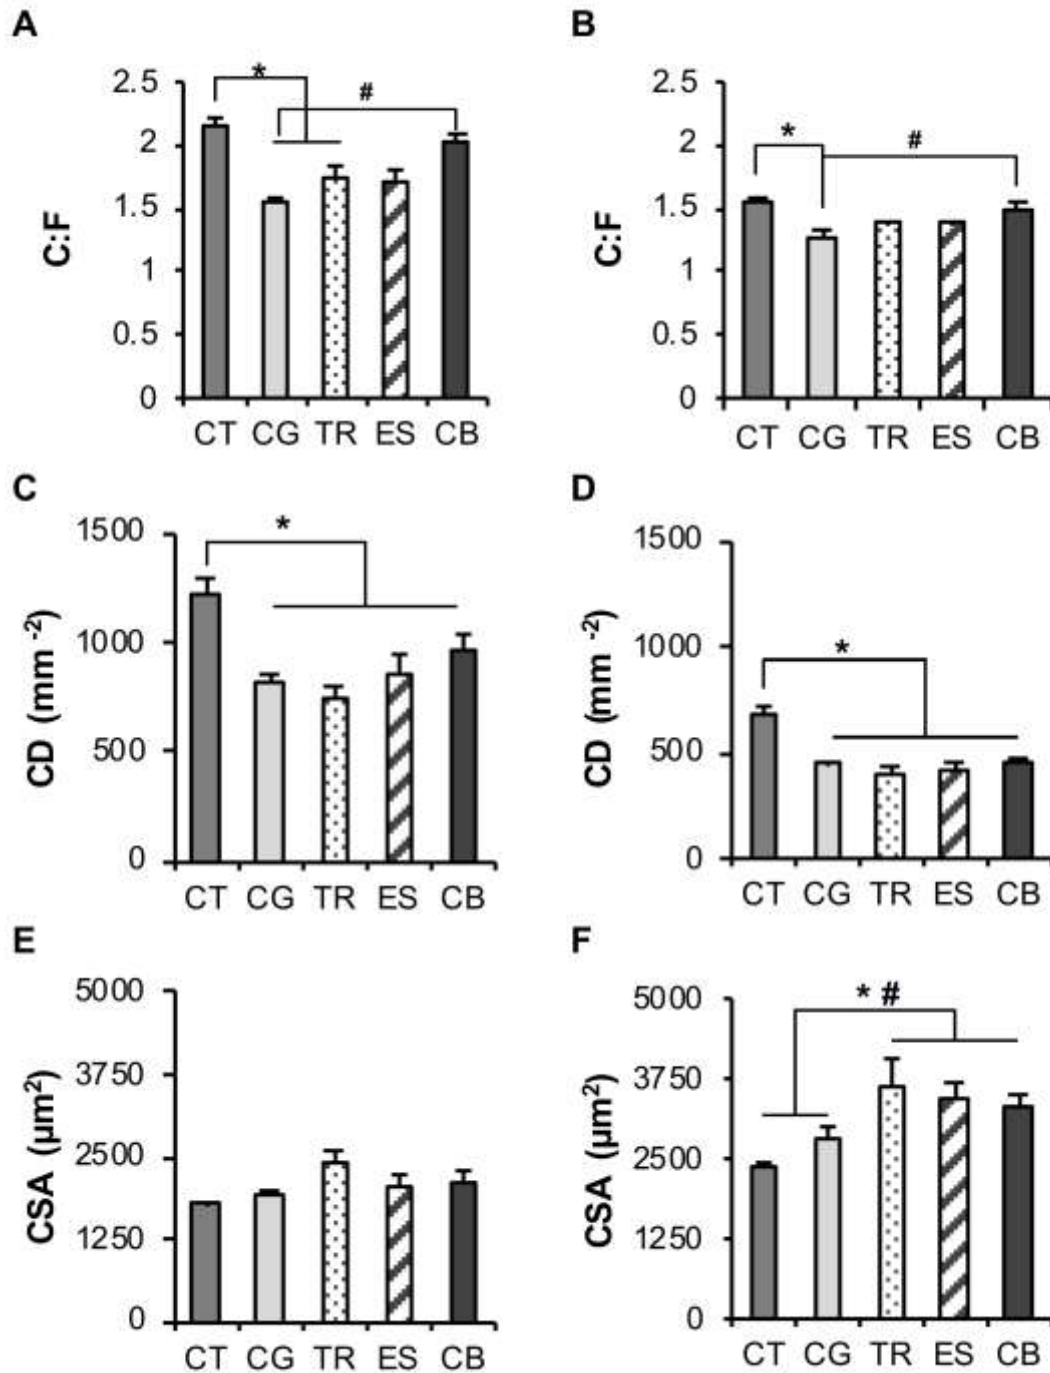 A
C:F
2.5
2
1.5
1
0.5
0
*
#
CT CG TR ES CB
B
C:F
2.5
2
1.5
1
0.5
0
*
#
CT CG TR ES CB
C
CD (mm -2)
1500
1000
500
0
*
CT CG TR ES CB
D
CD (mm -2)
1500
1000
500
0
*
CT CG TR ES CB
E
CSA (µm2)
5000
3750
2500
1250
0
CT CG TR ES CB
F
CSA (µm2)
5000
3750
2500
1250
0
* #
CT CG TR ES CB